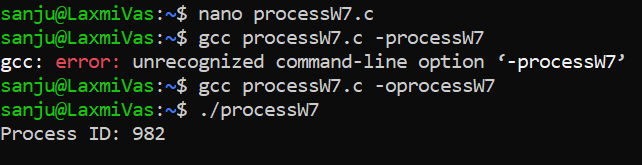 sanju@LaxmiVas:~$ nano processW7.c
sanju@LaxmiVas:~$ gcc processW7.c -processW7
gcc: error: unrecognized command-line option ‘-processW7’
sanju@LaxmiVas:~$ gcc processW7.c -oprocessW7
sanju@LaxmiVas:~$ ./processW7
Process ID: 982